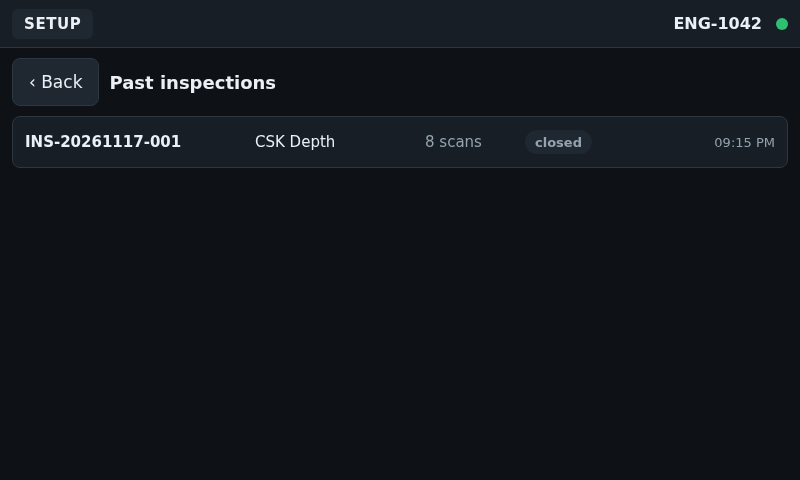 SETUP ENG-1042
‹ Back Past inspections
INS-20261117-001 CSK Depth 8 scans closed 09:15 PM